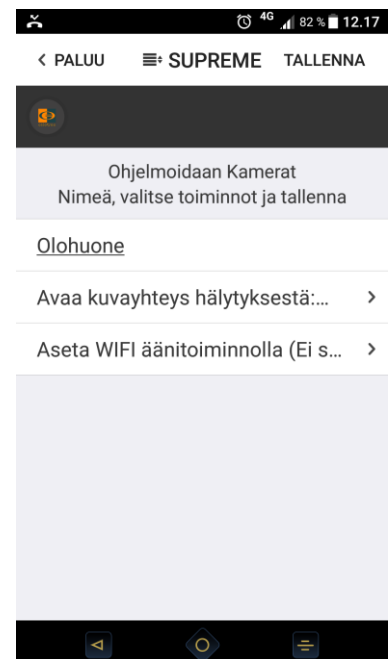 4G 82 % 12.17
< PALUU SUPREME TALLENNA
Ohjelmoidaan Kamerat
Nimeä, valitse toiminnot ja tallenna
Olohuone
Avaa kuvayhteys hälytyksestä:... >
Aseta WIFI äänitoiminnolla (Ei s... >